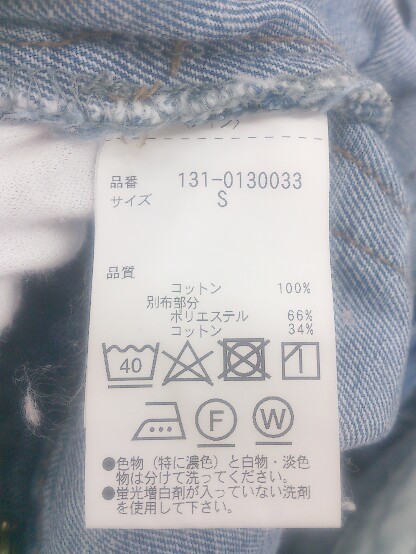 品番 131-0130033
サイズ S
品質
コットン 100%
別布部分
ポリエステル 66%
コットン 34%
40
F W
●色物(特に濃色)と白物・淡色
物は分けて洗ってください。
●蛍光増白剤が入っていない洗剤
を使用して下さい。